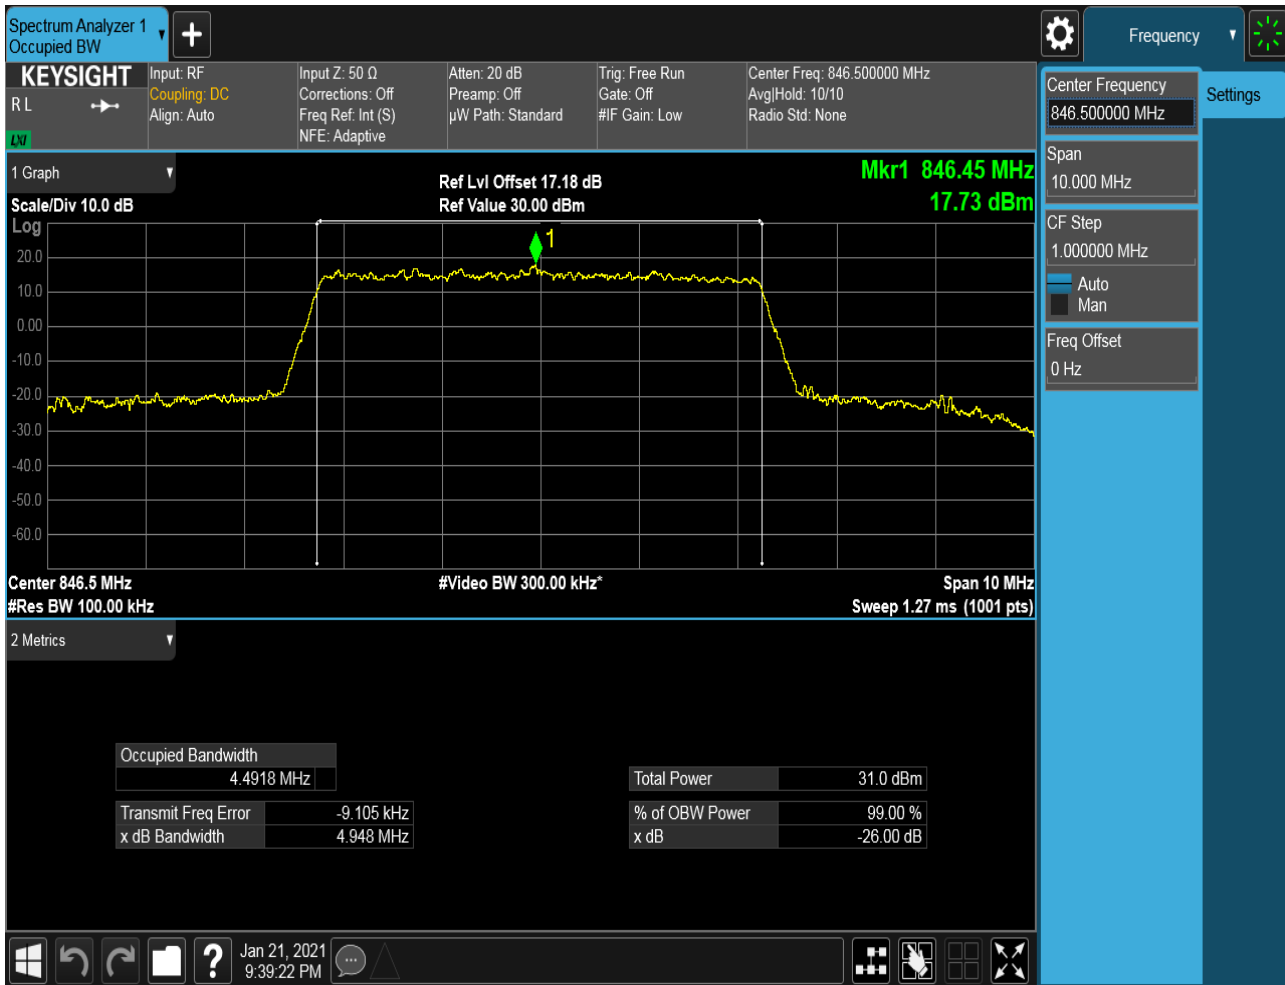 Spectrum Analyzer 1
Occupied BW
+
Frequency
KEYSIGHT
R L
LXI
Input: RF
Coupling: DC
Align: Auto
Input Z: 50 Ω
Corrections: Off
Freq Ref: Int (S)
NFE: Adaptive
Atten: 20 dB
Preamp: Off
µW Path: Standard
Trig: Free Run
Gate: Off
#IF Gain: Low
Center Freq: 846.500000 MHz
Avg|Hold: 10/10
Radio Std: None
Center Frequency
846.500000 MHz
Settings
Span
10.000 MHz
CF Step
1.000000 MHz
Auto
Man
Freq Offset
0 Hz
1 Graph
Scale/Div 10.0 dB
Log
Ref Lvl Offset 17.18 dB
Ref Value 30.00 dBm
Mkr1 846.45 MHz
17.73 dBm
1
20.0
10.0
0.00
-10.0
-20.0
-30.0
-40.0
-50.0
-60.0
Center 846.5 MHz
#Res BW 100.00 kHz
#Video BW 300.00 kHz*
Span 10 MHz
Sweep 1.27 ms (1001 pts)
2 Metrics
Occupied Bandwidth
4.4918 MHz
Transmit Freq Error -9.105 kHz
x dB Bandwidth 4.948 MHz
Total Power 31.0 dBm
% of OBW Power 99.00 %
x dB -26.00 dB
?
Jan 21, 2021
9:39:22 PM